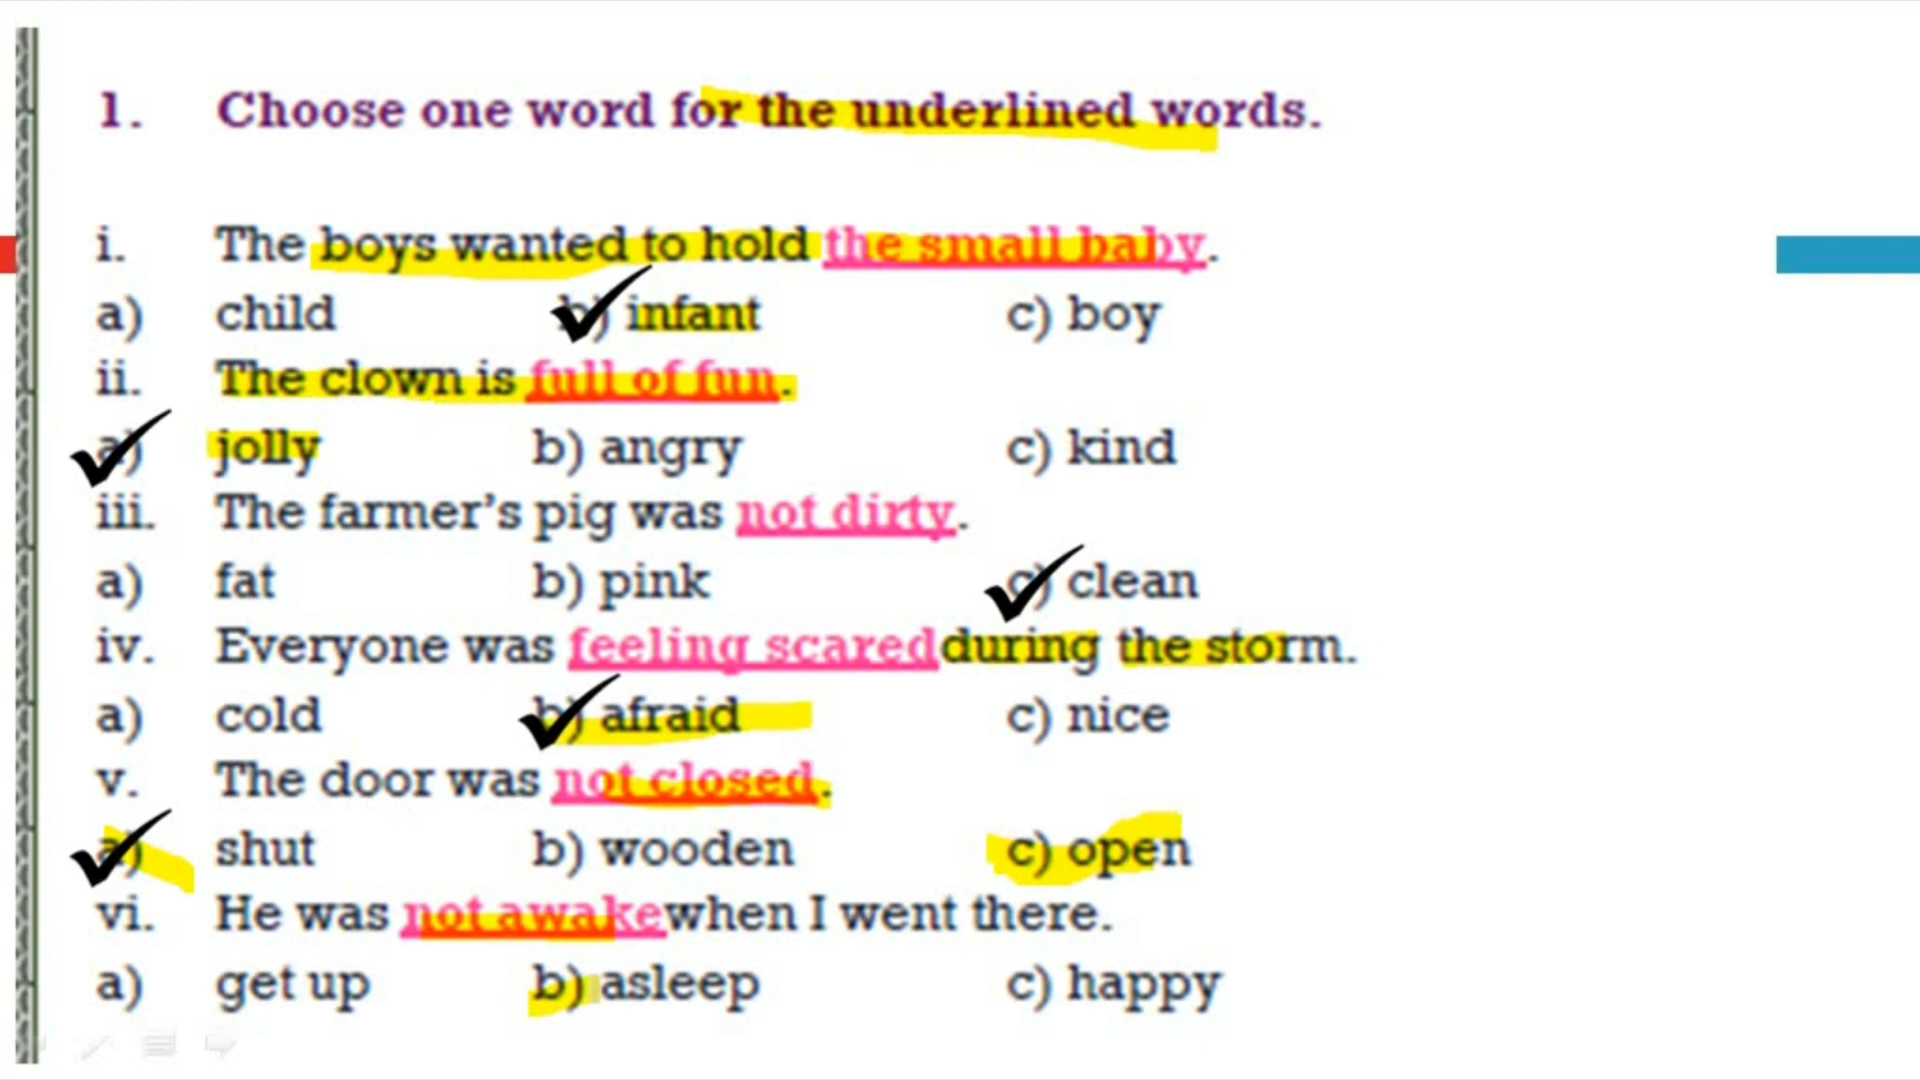 1. Choose one word for the underlined words.
i. The boys wanted to hold the small baby.
a) child b) infant c) boy
ii. The clown is full of fun.
a) jolly b) angry c) kind
iii. The farmer’s pig was not dirty.
a) fat b) pink c) clean
iv. Everyone was feeling scared during the storm.
a) cold b) afraid c) nice
v. The door was not closed.
a) shut b) wooden c) open
vi. He was not awake when I went there.
a) get up b) asleep c) happy